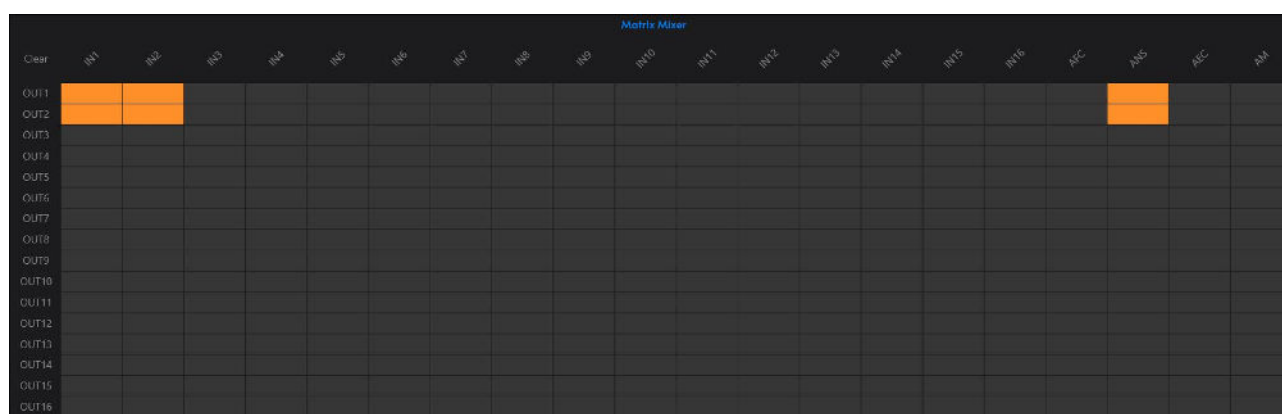 Matrix Mixer
Clear IN1 IN2 IN3 IN4 IN5 IN6 IN7 IN8 IN9 IN10 IN11 IN12 IN13 IN14 IN15 IN16 AFC ANS AEC AM
OUT1
OUT2
OUT3
OUT4
OUT5
OUT6
OUT7
OUT8
OUT9
OUT10
OUT11
OUT12
OUT13
OUT14
OUT15
OUT16